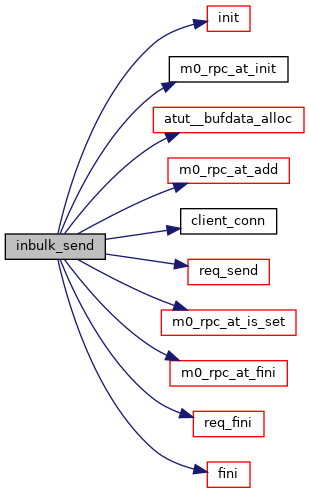 init
m0_rpc_at_init
atut__bufdata_alloc
m0_rpc_at_add
client_conn
inbulk_send
req_send
m0_rpc_at_is_set
m0_rpc_at_fini
req_fini
fini